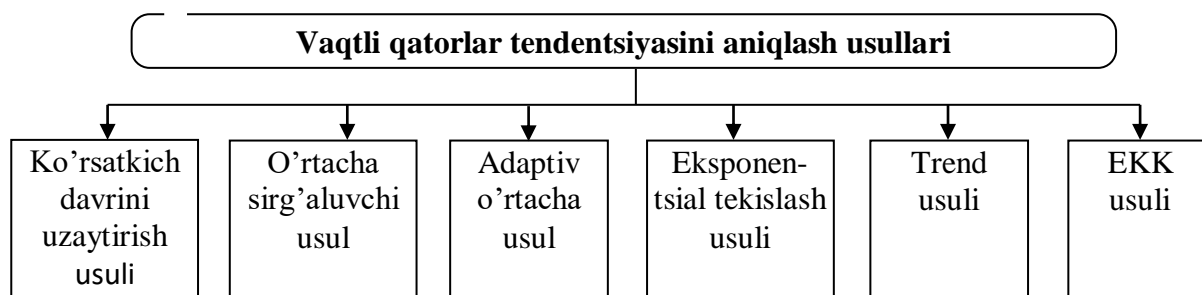 Vaqtli qatorlar tendentsiyasini aniqlash usullari
Ko’rsatkich
davrini
uzaytirish
usuli
O’rtacha
sirg’aluvchi
usul
Adaptiv
o’rtacha
usul
Eksponen-
tsial tekislash
usuli
Trend
usuli
EKK
usuli